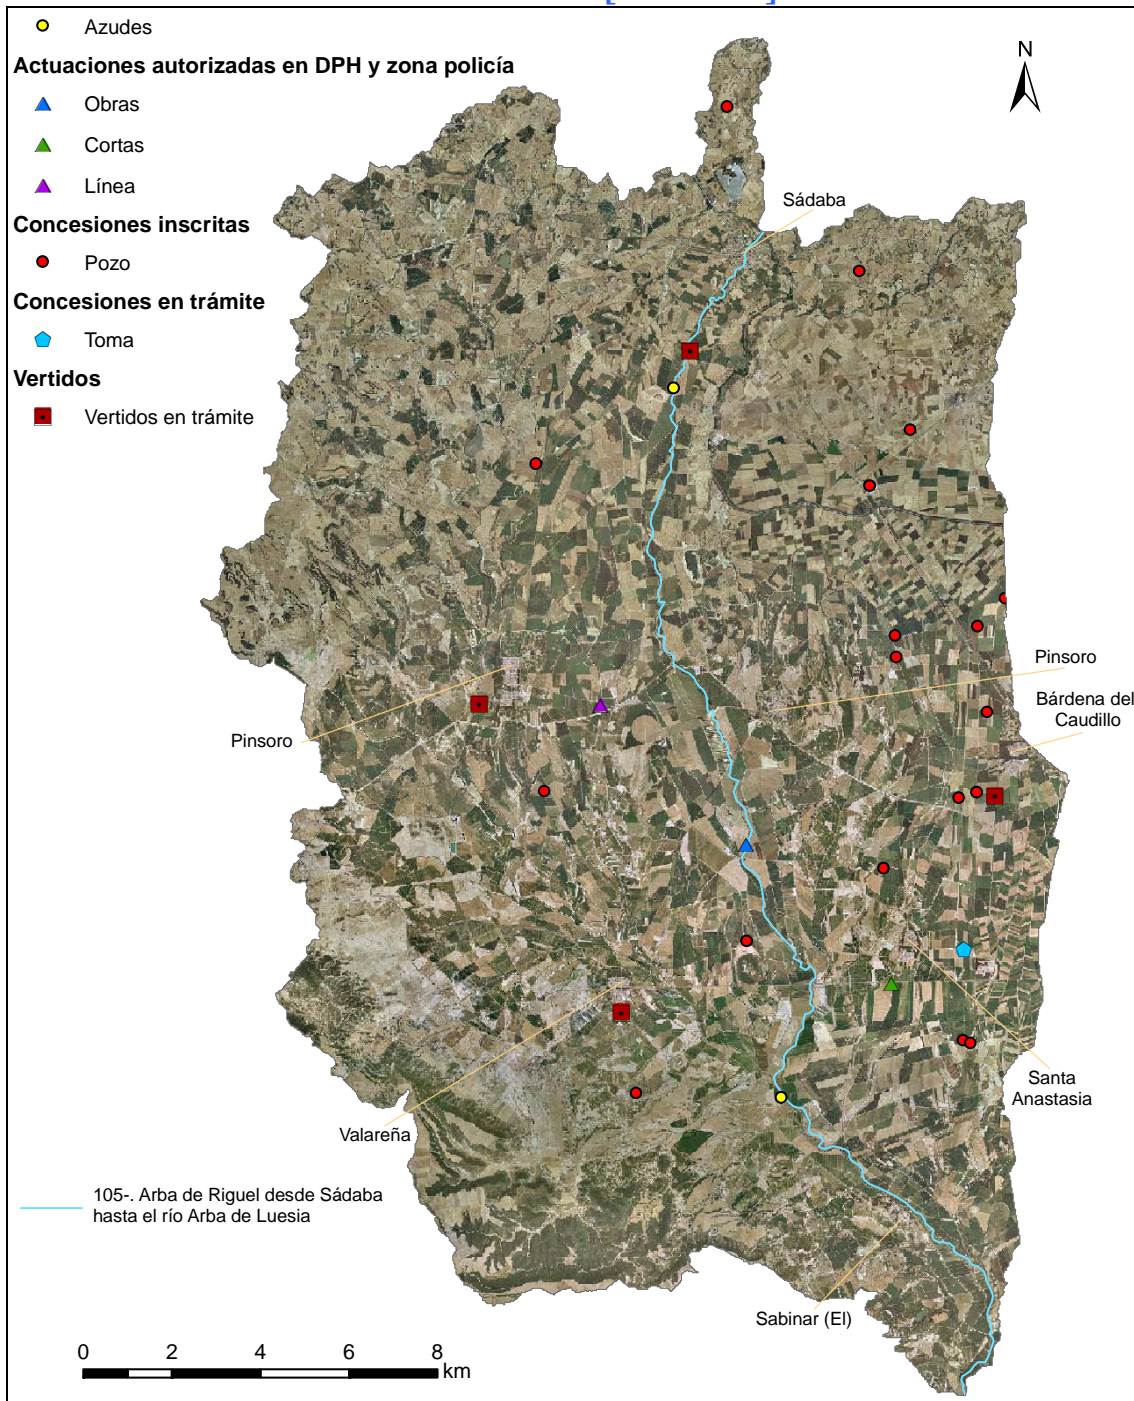 Azudes
Actuaciones autorizadas en DPH y zona policía
Obras
Cortas
Línea
Concesiones inscritas
Pozo
Concesiones en trámite
Toma
Vertidos
Vertidos en trámite
N
Sádaba
Pinsoro
Bárdena del
Caudillo
Pinsoro
Santa
Anastasia
Valareña
105-. Arba de Riguel desde Sádaba
hasta el río Arba de Luesia
Sabinar (El)
0 2 4 6 8
km